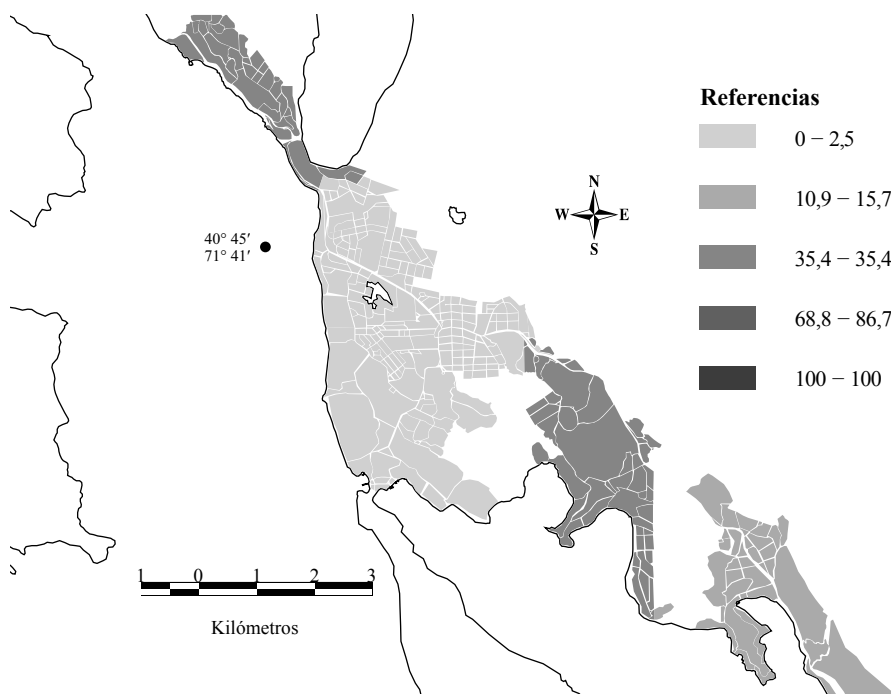 Referencias
0 − 2,5
10,9 − 15,7
35,4 − 35,4
68,8 − 86,7
100 − 100
N
W E
S
40° 45′
71° 41′
1 0 1 2 3
Kilómetros